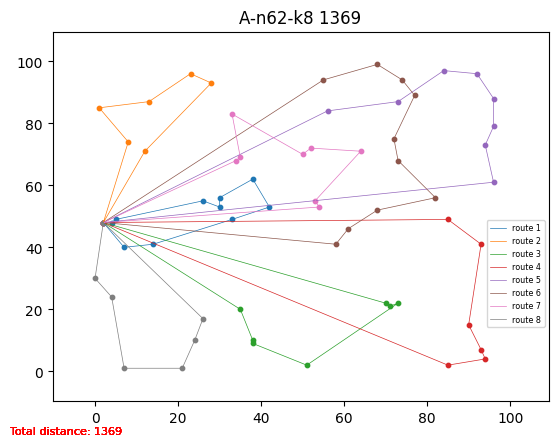 A-n62-k8 1369
100
80
60
40
20
0
route 1
route 2
route 3
route 4
route 5
route 6
route 7
route 8
0 20 40 60 80 100
Total distance: 1369